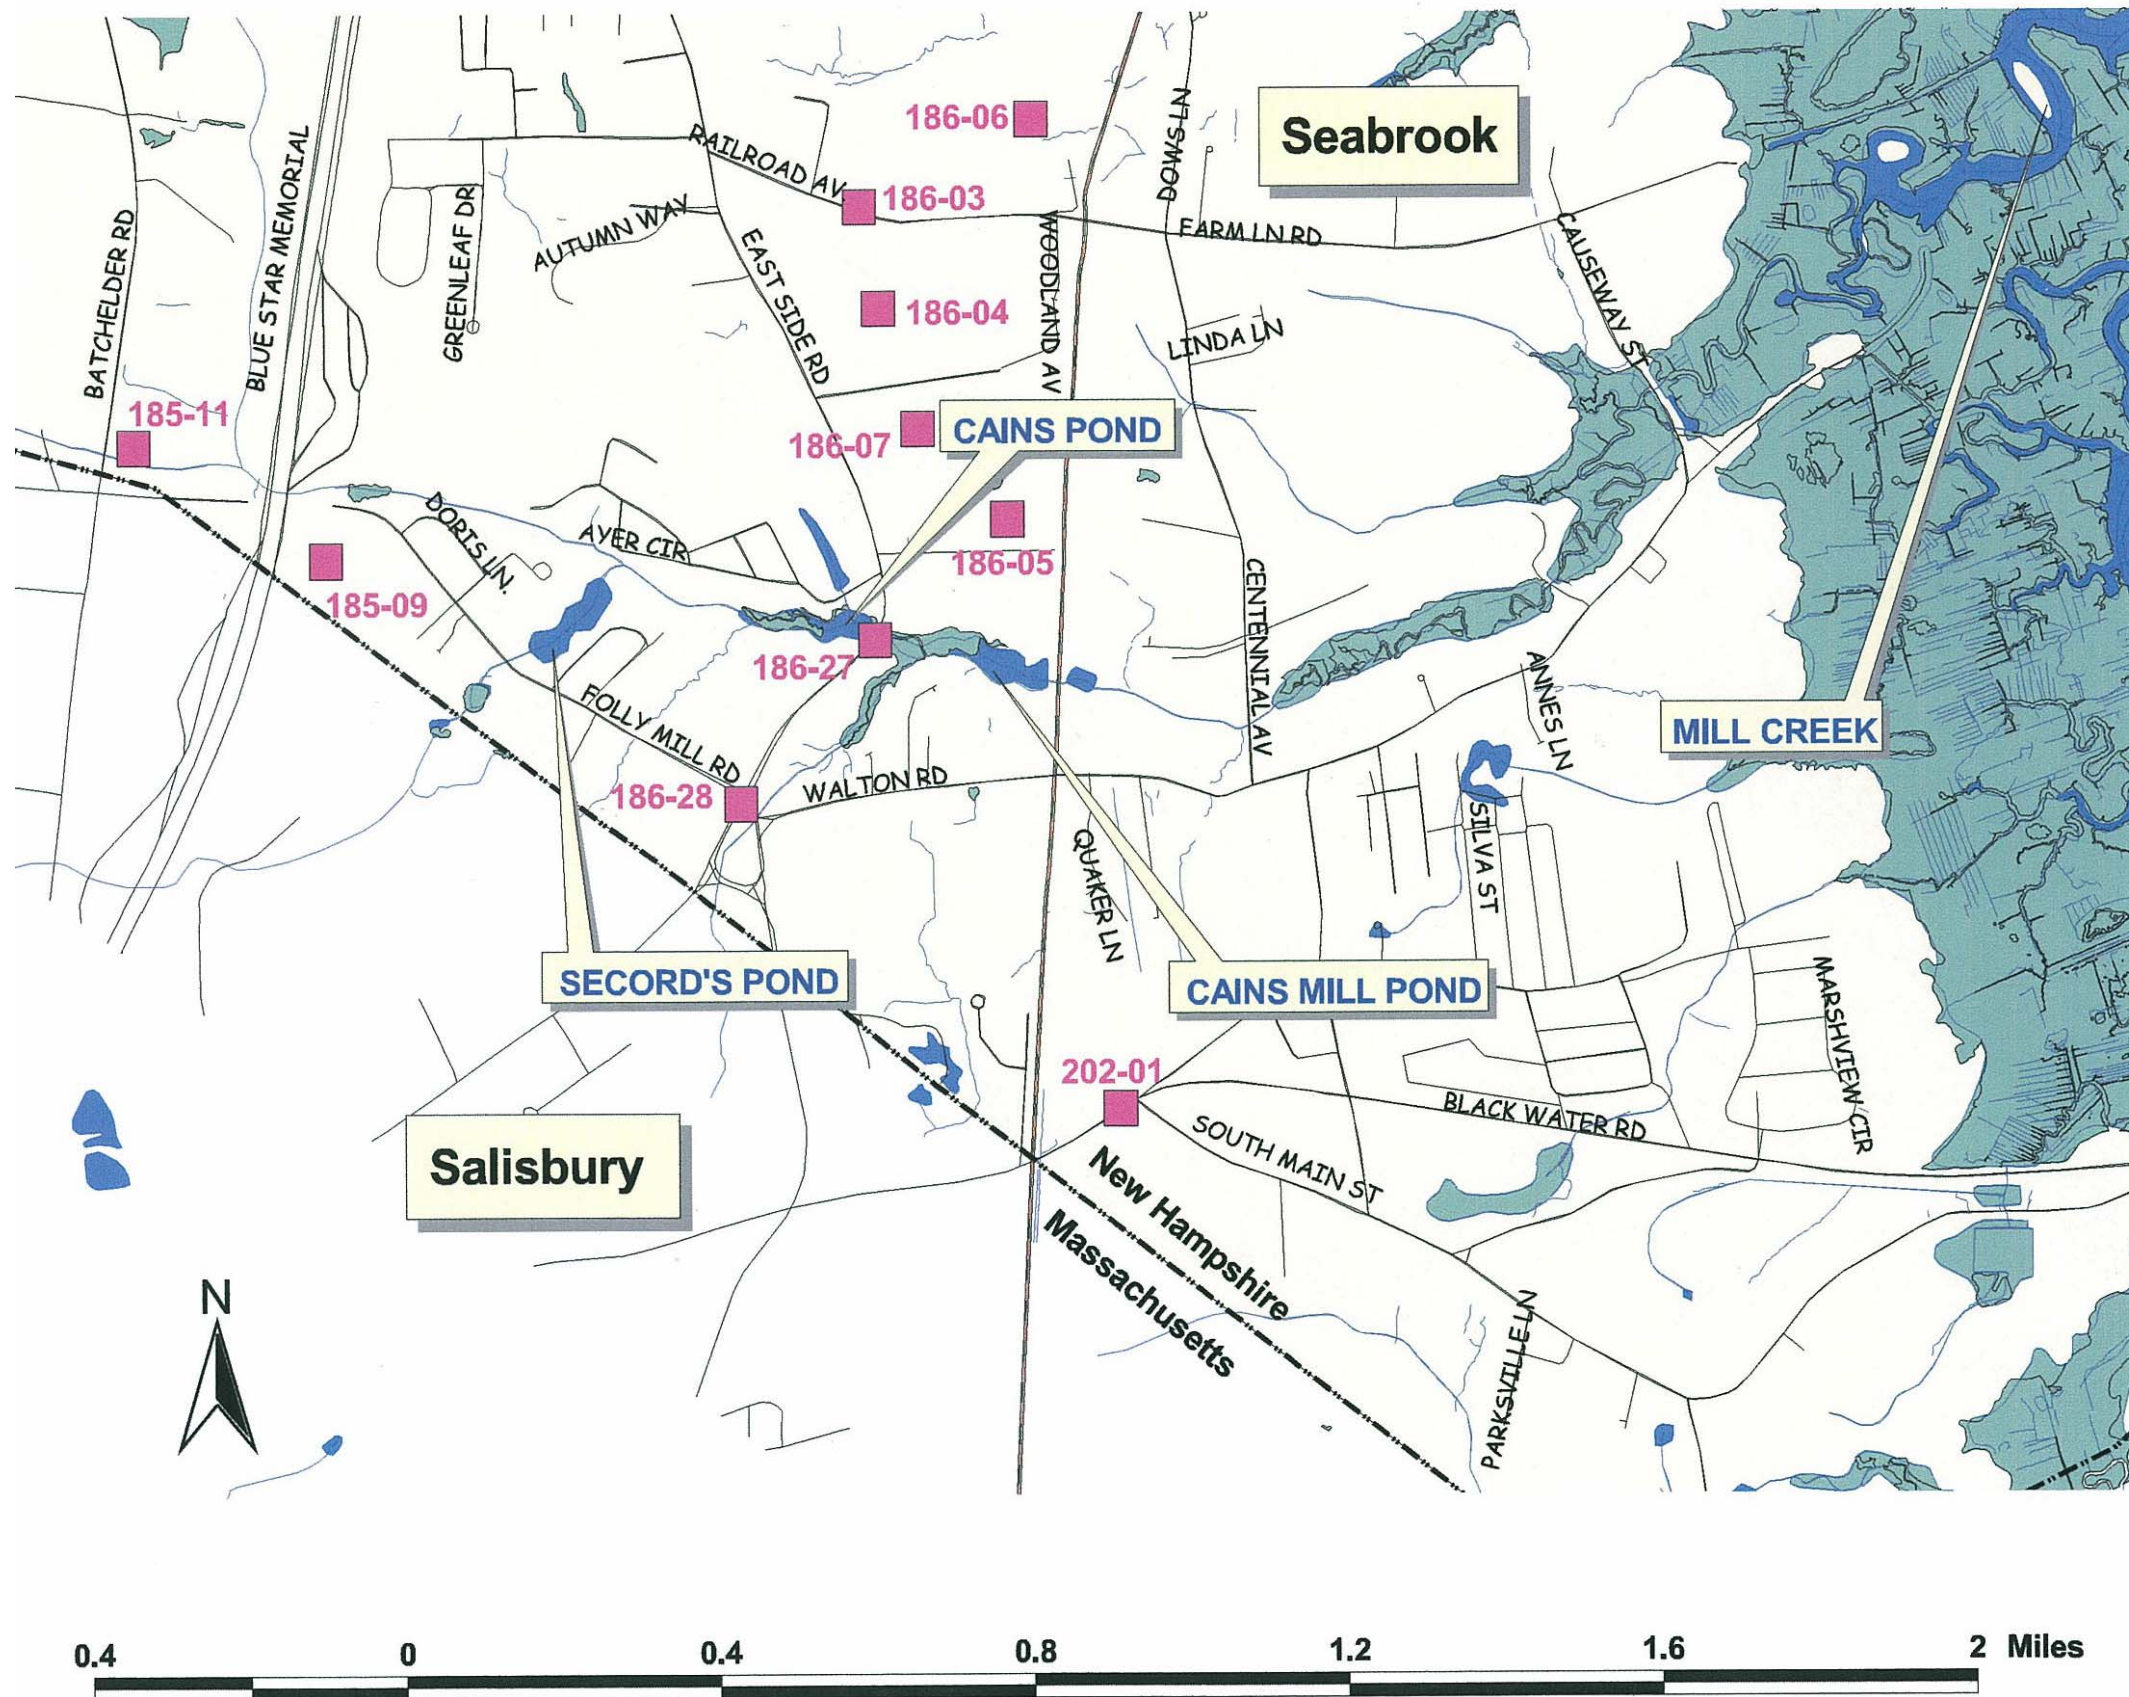 186-06
Seabrook
DOWS LN
RAILROAD AV
186-03
BLUE STAR MEMORIAL
BATCHELDER RD
GREENLEAF DR
AUTUMN WAY
EAST SIDE RD
WOODLAND AV
FARM LN RD
CAUSEWAY ST
186-04
LINDA LN
185-11
186-07
CAINS POND
DORIS LN.
AYER CIR
186-05
185-09
CENTENNIAL AV
186-27
ANNES LN
FOLLY MILL RD
MILL CREEK
186-28
WALTON RD
QUAKER LN
SILVA ST
SECORD'S POND
CAINS MILL POND
MARSHVIEW CIR
202-01
BLACK WATER RD
SOUTH MAIN ST
Salisbury
New Hampshire
Massachusetts
PARKSVILLE LN
N
0.4 0 0.4 0.8 1.2 1.6 2 Miles